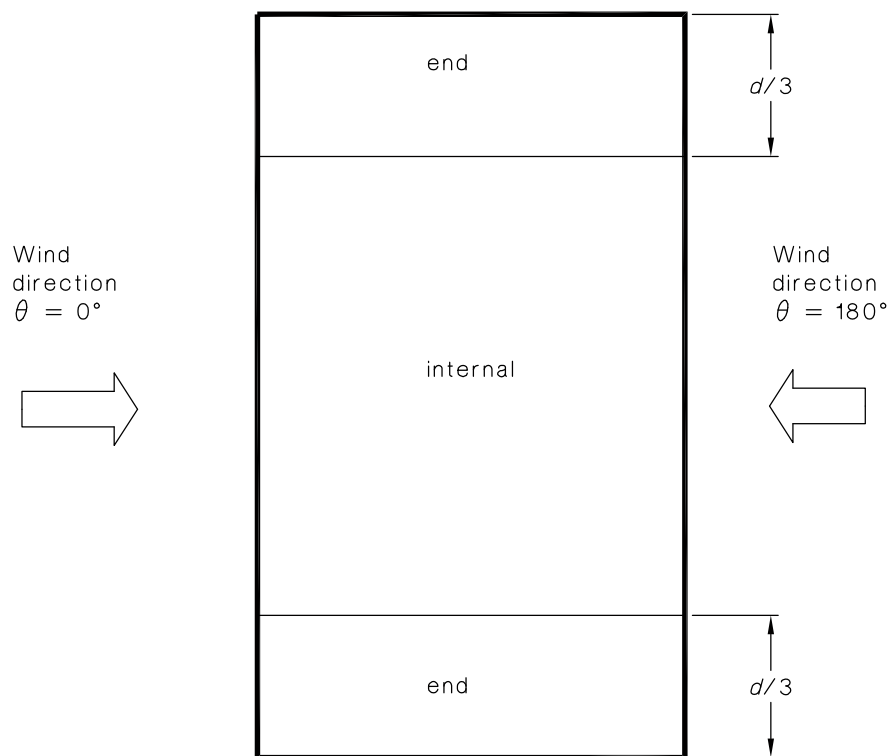 end
d/3
Wind
direction
θ = 0°
Wind
direction
θ = 180°
internal
end
d/3